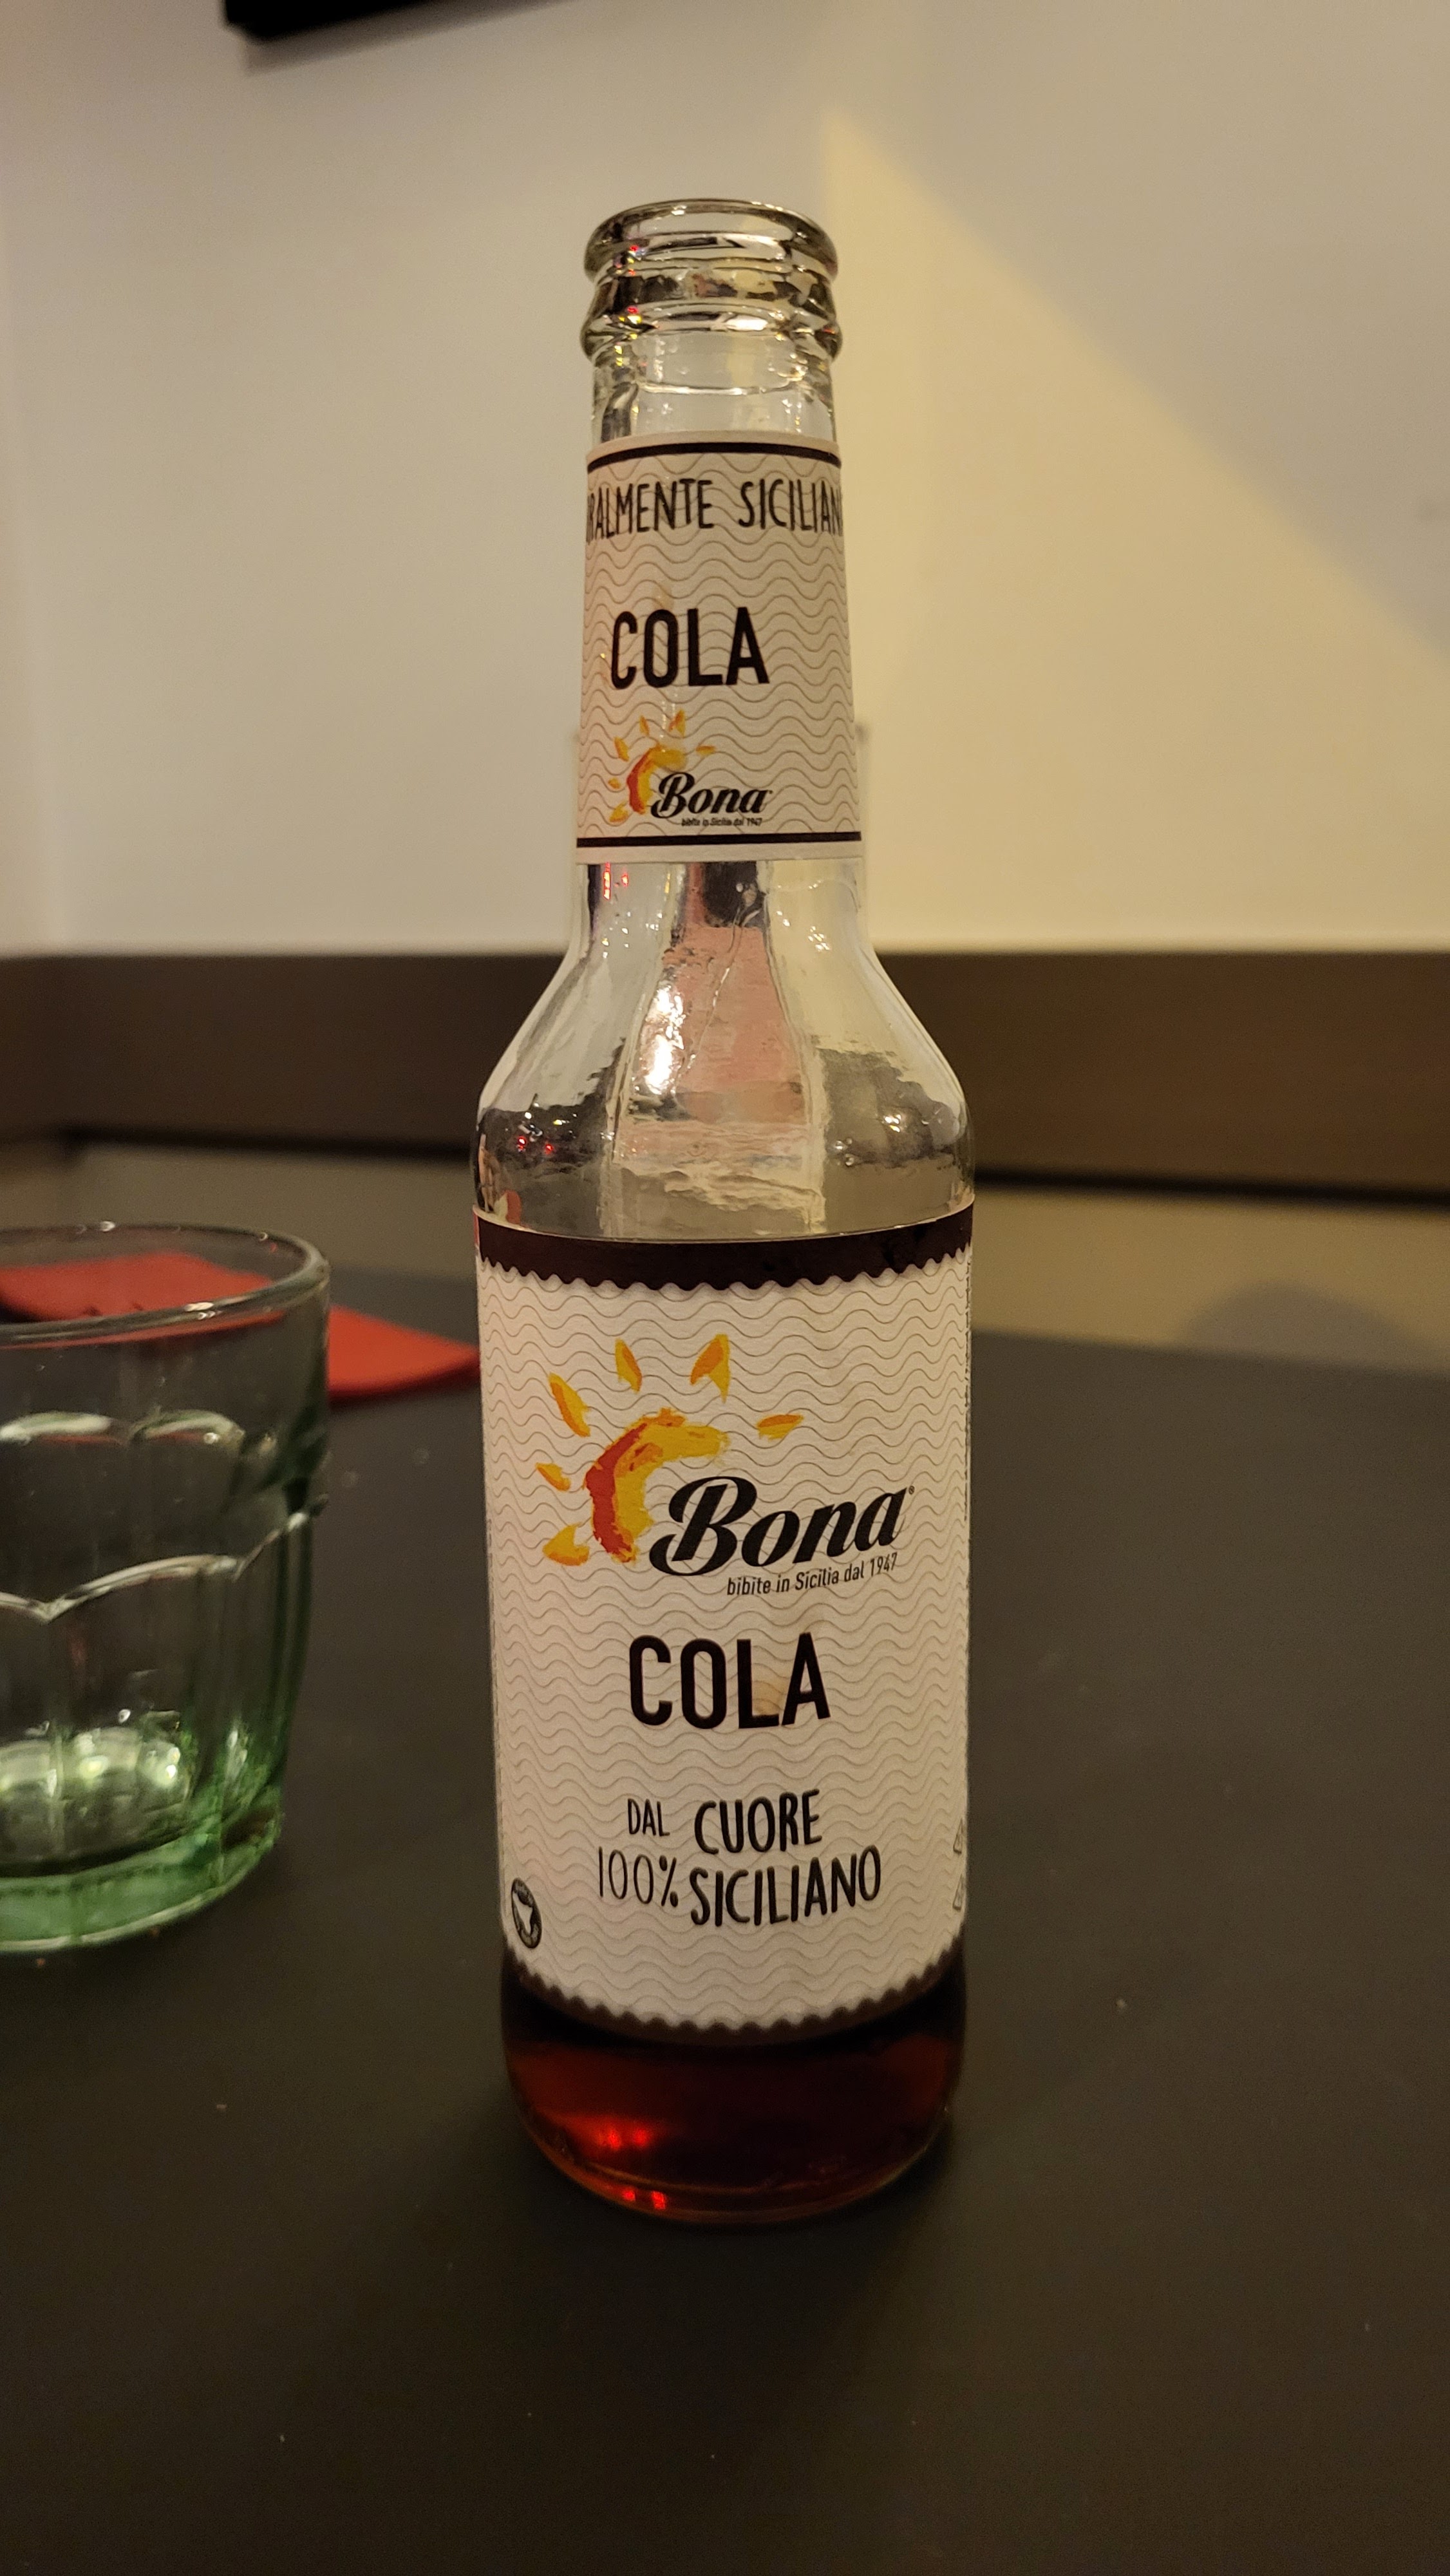 RALMENTE SICILIAN
COLA
Bona
bibite in Sicilia dal 1947
Bona®
bibite in Sicilia dal 1947
COLA
DAL CUORE
100% SICILIANO